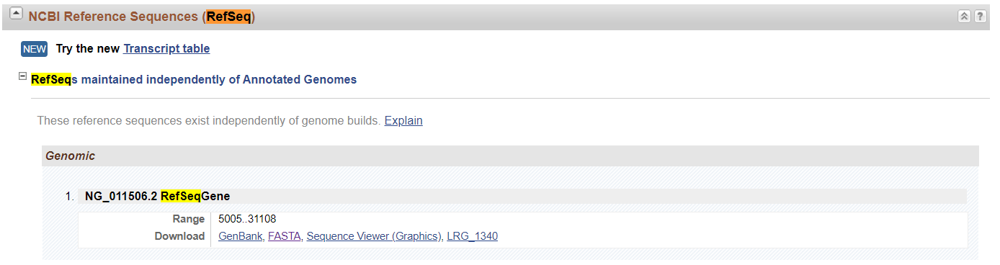 NCBI Reference Sequences (RefSeq)
NEW Try the new Transcript table
RefSeqs maintained independently of Annotated Genomes
These reference sequences exist independently of genome builds. Explain
Genomic
1. NG_011506.2 RefSeqGene
Range 5005..31108
Download GenBank, FASTA, Sequence Viewer (Graphics), LRG_1340